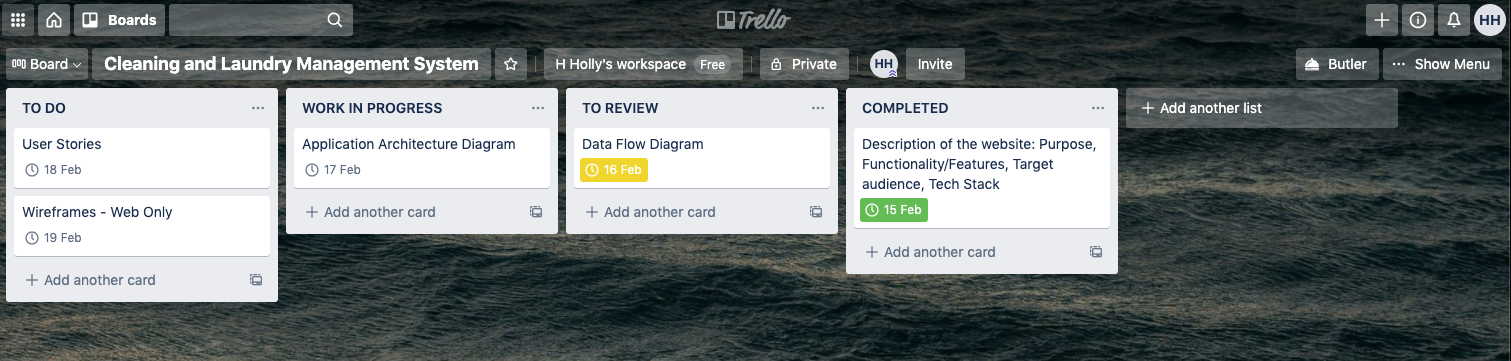 Boards
Trello
HH
Board
Cleaning and Laundry Management System
H Holly's workspace Free
Private
HH
Invite
Butler
... Show Menu
TO DO
User Stories
18 Feb
Wireframes - Web Only
19 Feb
+ Add another card
WORK IN PROGRESS
Application Architecture Diagram
17 Feb
+ Add another card
TO REVIEW
Data Flow Diagram
16 Feb
+ Add another card
COMPLETED
Description of the website: Purpose,
Functionality/Features, Target
audience, Tech Stack
15 Feb
+ Add another card
+ Add another list